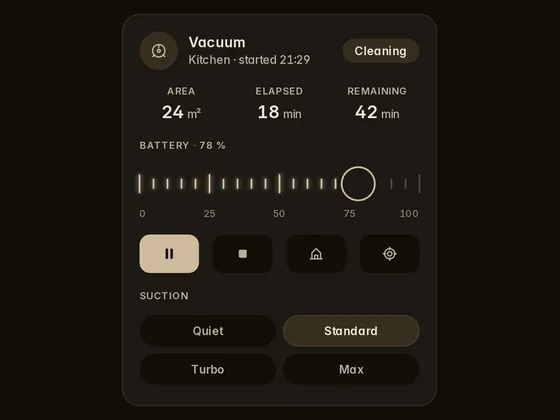 Vacuum
Kitchen · started 21:29
Cleaning
AREA ELAPSED REMAINING
24 m² 18 min 42 min
BATTERY · 78 %
0 25 50 75 100
SUCTION
Quiet Standard
Turbo Max